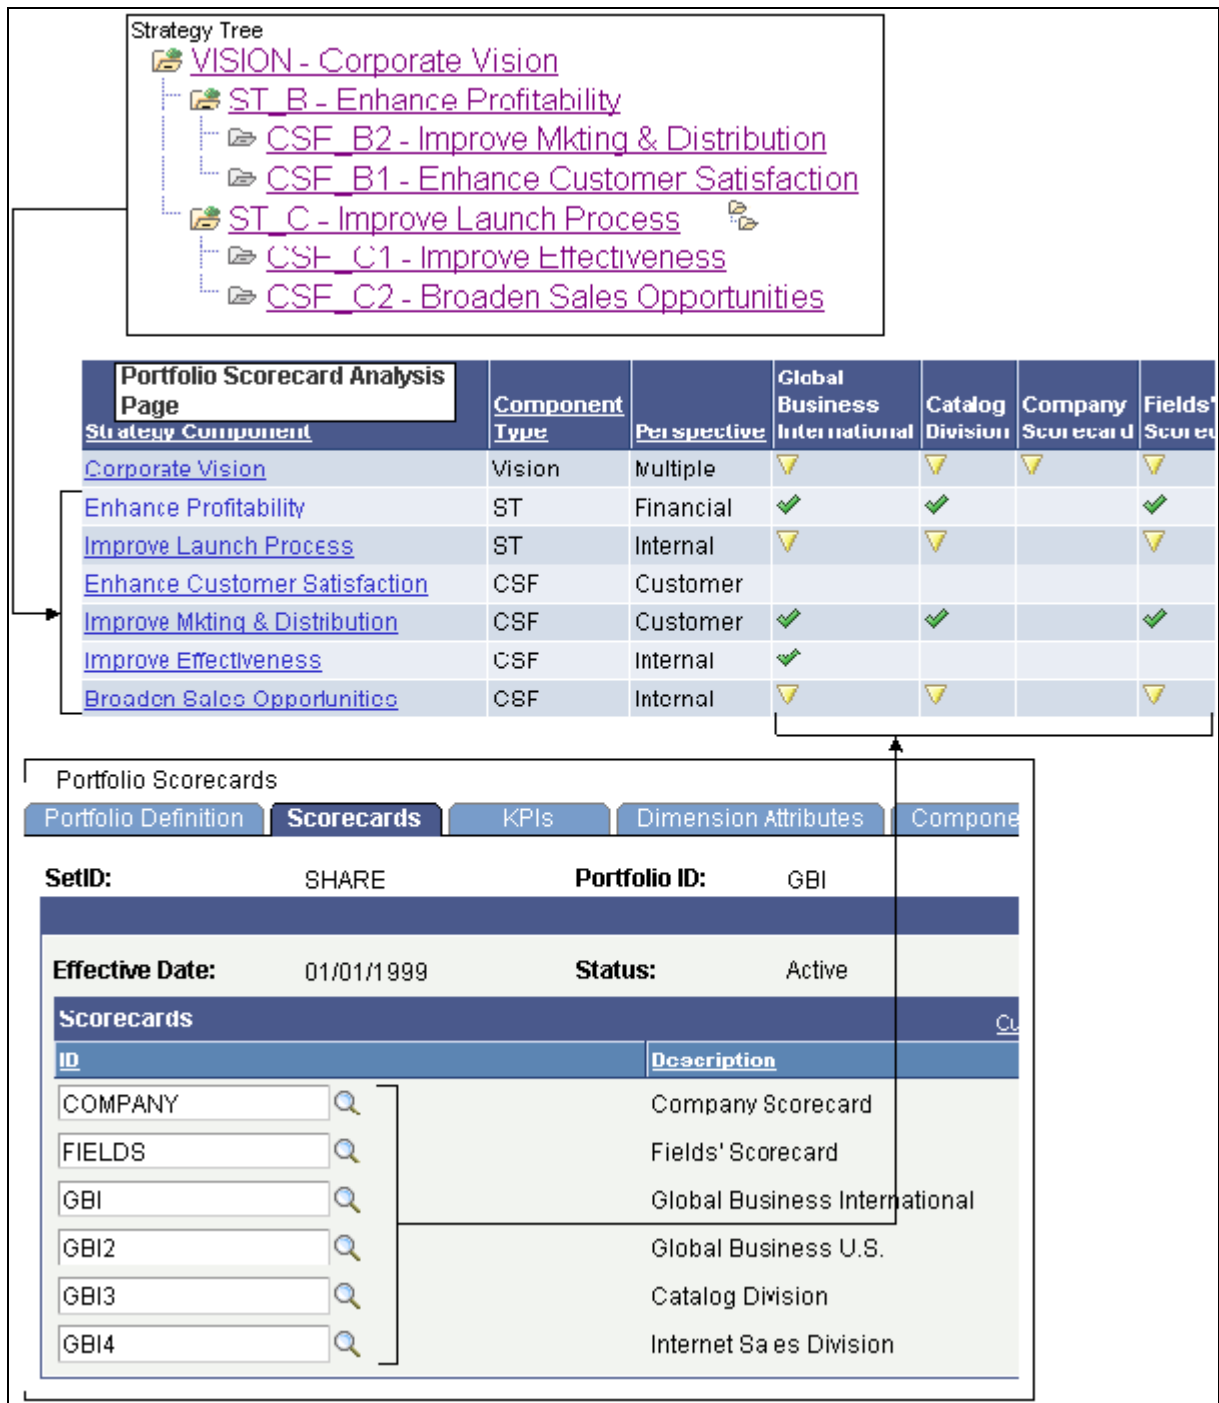 Strategy Tree
VISION - Corporate Vision
ST_B - Enhance Profitability
CSF_B2 - Improve Mkting & Distribution
CSF_B1 - Enhance Customer Satisfaction
ST_C - Improve Launch Process
CSF_C1 - Improve Effectiveness
CSF_C2 - Broaden Sales Opportunities
Portfolio Scorecard Analysis
Page
Strategy Component
Component
Type
Perspective
Global
Business
International
Catalog
Division
Company
Scorecard
Fields'
Corporate Vision Vision Multiple
Enhance Profitability ST Financial
Improve Launch Process ST Internal
Enhance Customer Satisfaction CSF Customer
Improve Mkting & Distribution CSF Customer
Improve Effectiveness CSF Internal
Broaden Sales Opportunities CSF Internal
Portfolio Scorecards
Portfolio Definition Scorecards KPIs Dimension Attributes Compone
SetID: SHARE Portfolio ID: GBI
Effective Date: 01/01/1999 Status: Active
Scorecards Cu
ID Description
COMPANY Company Scorecard
FIELDS Fields' Scorecard
GBI Global Business International
GBI2 Global Business U.S.
GBI3 Catalog Division
GBI4 Internet Sales Division